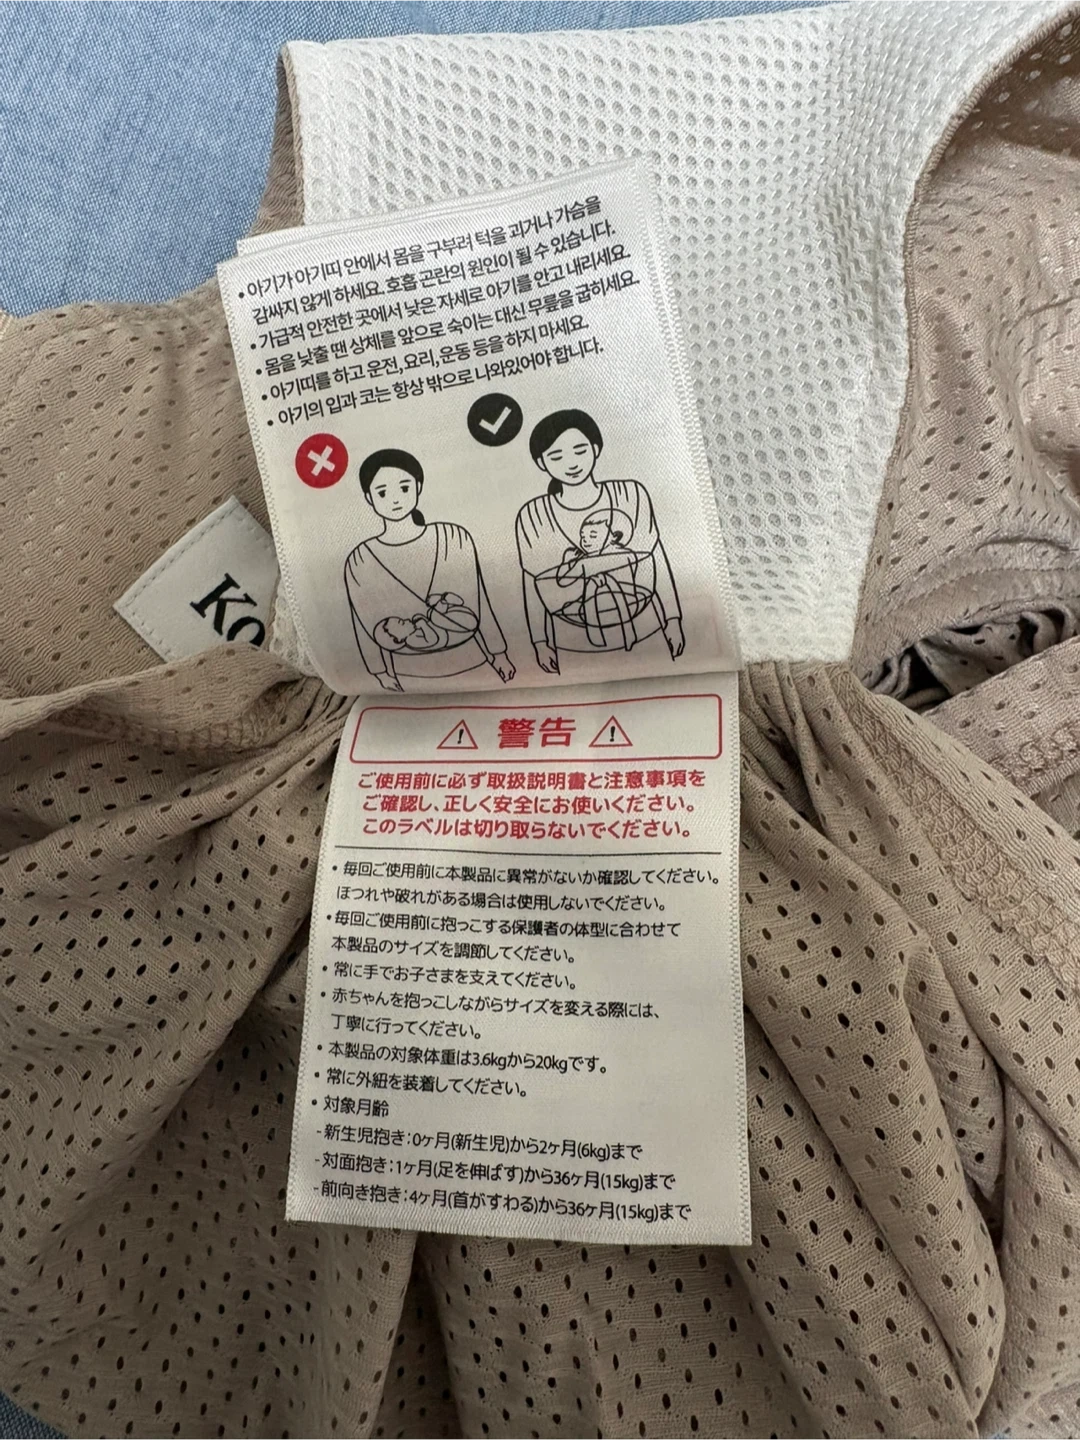 • 아기가 아기띠 안에서 몸을 구부려 턱을 괴거나 가슴을
감싸지 않게 하세요. 호흡 곤란의 원인이 될 수 있습니다.
• 가급적 안전한 곳에서 낮은 자세로 아기를 안고 내리세요.
• 몸을 낮출 땐 상체를 앞으로 숙이는 대신 무릎을 굽히세요.
• 아기띠를 하고 운전, 요리, 운동 등을 하지 마세요.
• 아기의 입과 코는 항상 밖으로 나와있어야 합니다.
警告
ご使用前に必ず取扱説明書と注意事項を
ご確認し、正しく安全にお使いください。
このラベルは切り取らないでください。
• 毎回ご使用前に本製品に異常がないか確認してください。
ほつれや破れがある場合は使用しないでください。
• 毎回ご使用前に抱っこする保護者の体型に合わせて
本製品のサイズを調節してください。
• 常に手でお子さまを支えてください。
• 赤ちゃんを抱っこしながらサイズを変える際には、
丁寧に行ってください。
• 本製品の対象体重は3.6kgから20kgです。
• 常に外紐を装着してください。
• 対象月齢
- 新生児抱き：0ヶ月(新生児)から2ヶ月(6kg)まで
- 対面抱き：1ヶ月(足を伸ばす)から36ヶ月(15kg)まで
- 前向き抱き：4ヶ月(首がすわる)から36ヶ月(15kg)まで